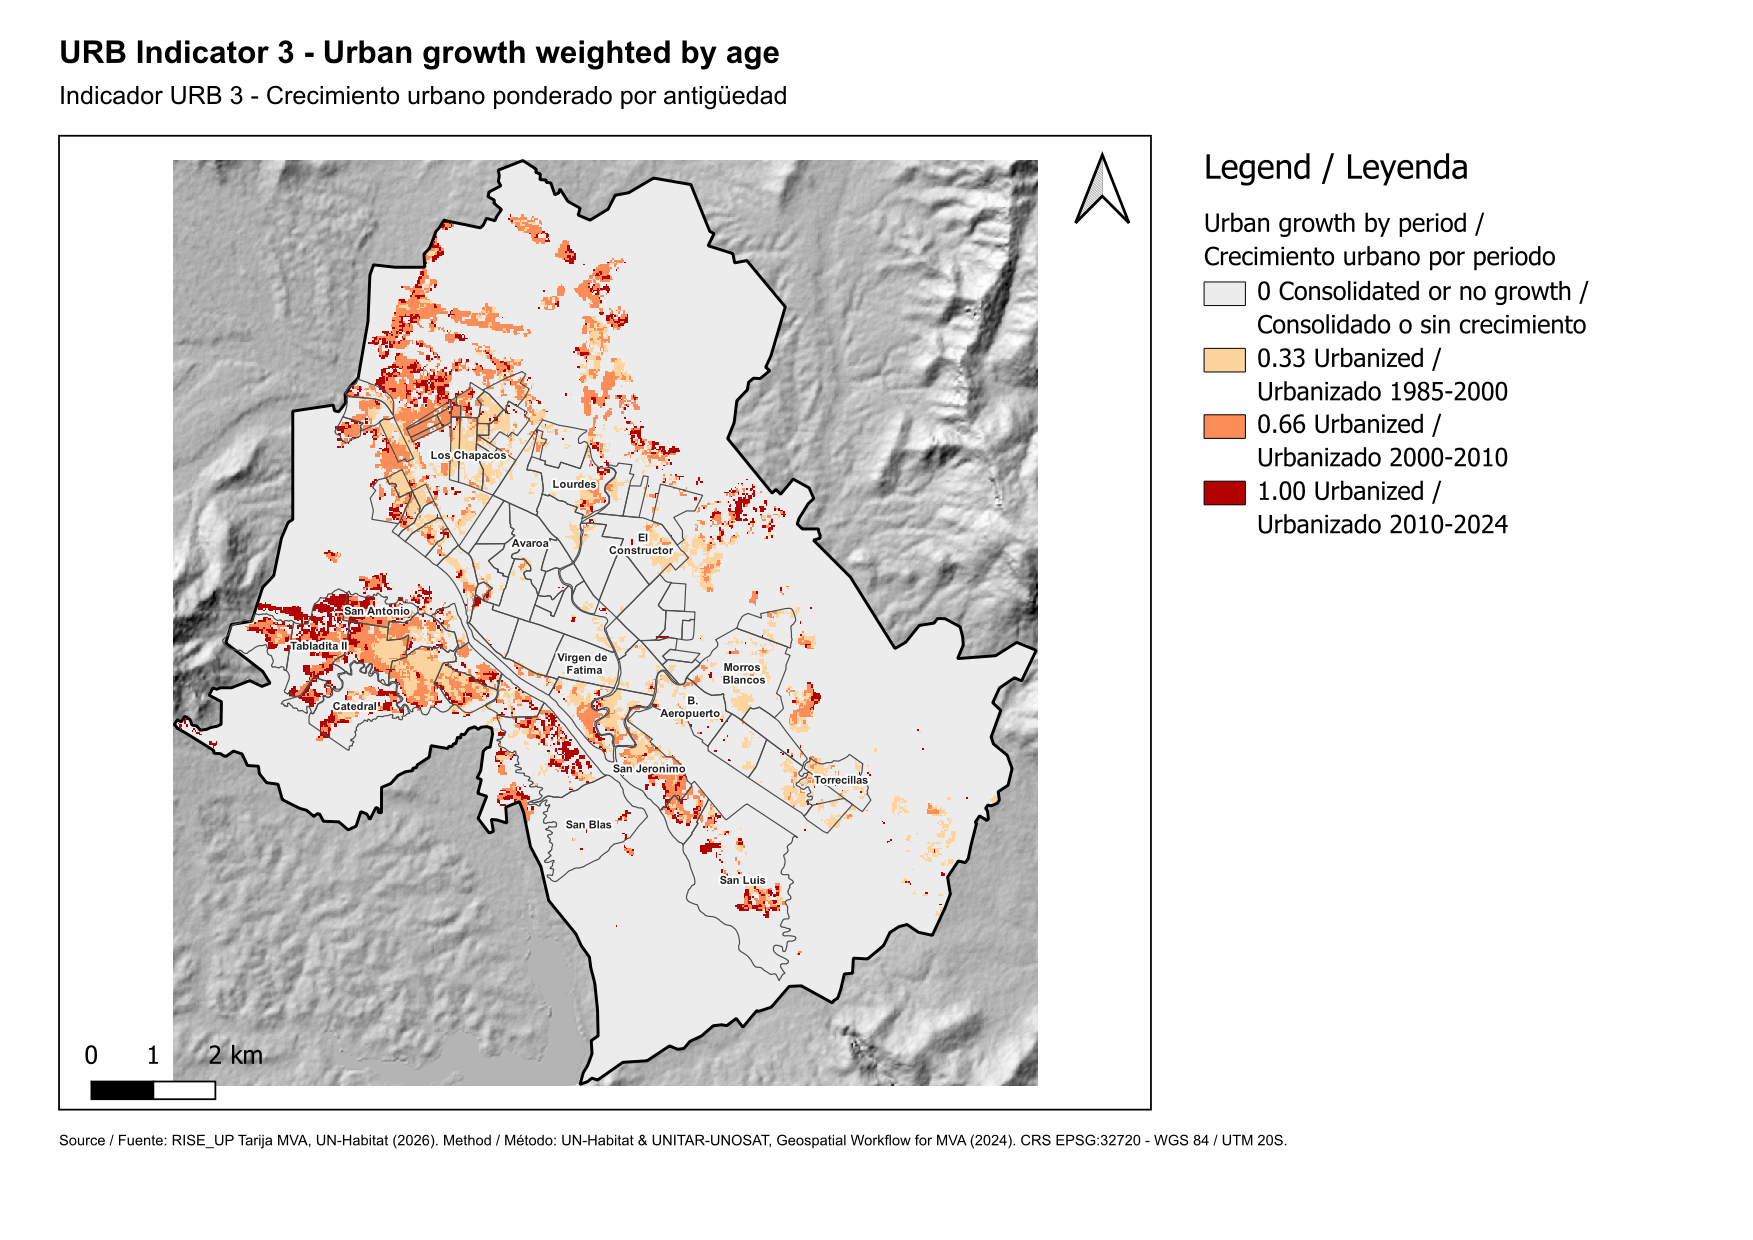 URB Indicator 3 - Urban growth weighted by age
Indicador URB 3 - Crecimiento urbano ponderado por antigüedad
Legend / Leyenda
Urban growth by period /
Crecimiento urbano por periodo
0 Consolidated or no growth /
Consolidado o sin crecimiento
0.33 Urbanized /
Urbanizado 1985-2000
0.66 Urbanized /
Urbanizado 2000-2010
1.00 Urbanized /
Urbanizado 2010-2024
Los Chapacos
Lourdes
Avaroa
El
Constructor
San Antonio
Tabladita II
Virgen de
Fatima
Morros
Blancos
Catedral
B.
Aeropuerto
San Jeronimo
Torrecillas
San Blas
San Luis
0 1 2 km
Source / Fuente: RISE_UP Tarija MVA, UN-Habitat (2026). Method / Método: UN-Habitat & UNITAR-UNOSAT, Geospatial Workflow for MVA (2024). CRS EPSG:32720 - WGS 84 / UTM 20S.